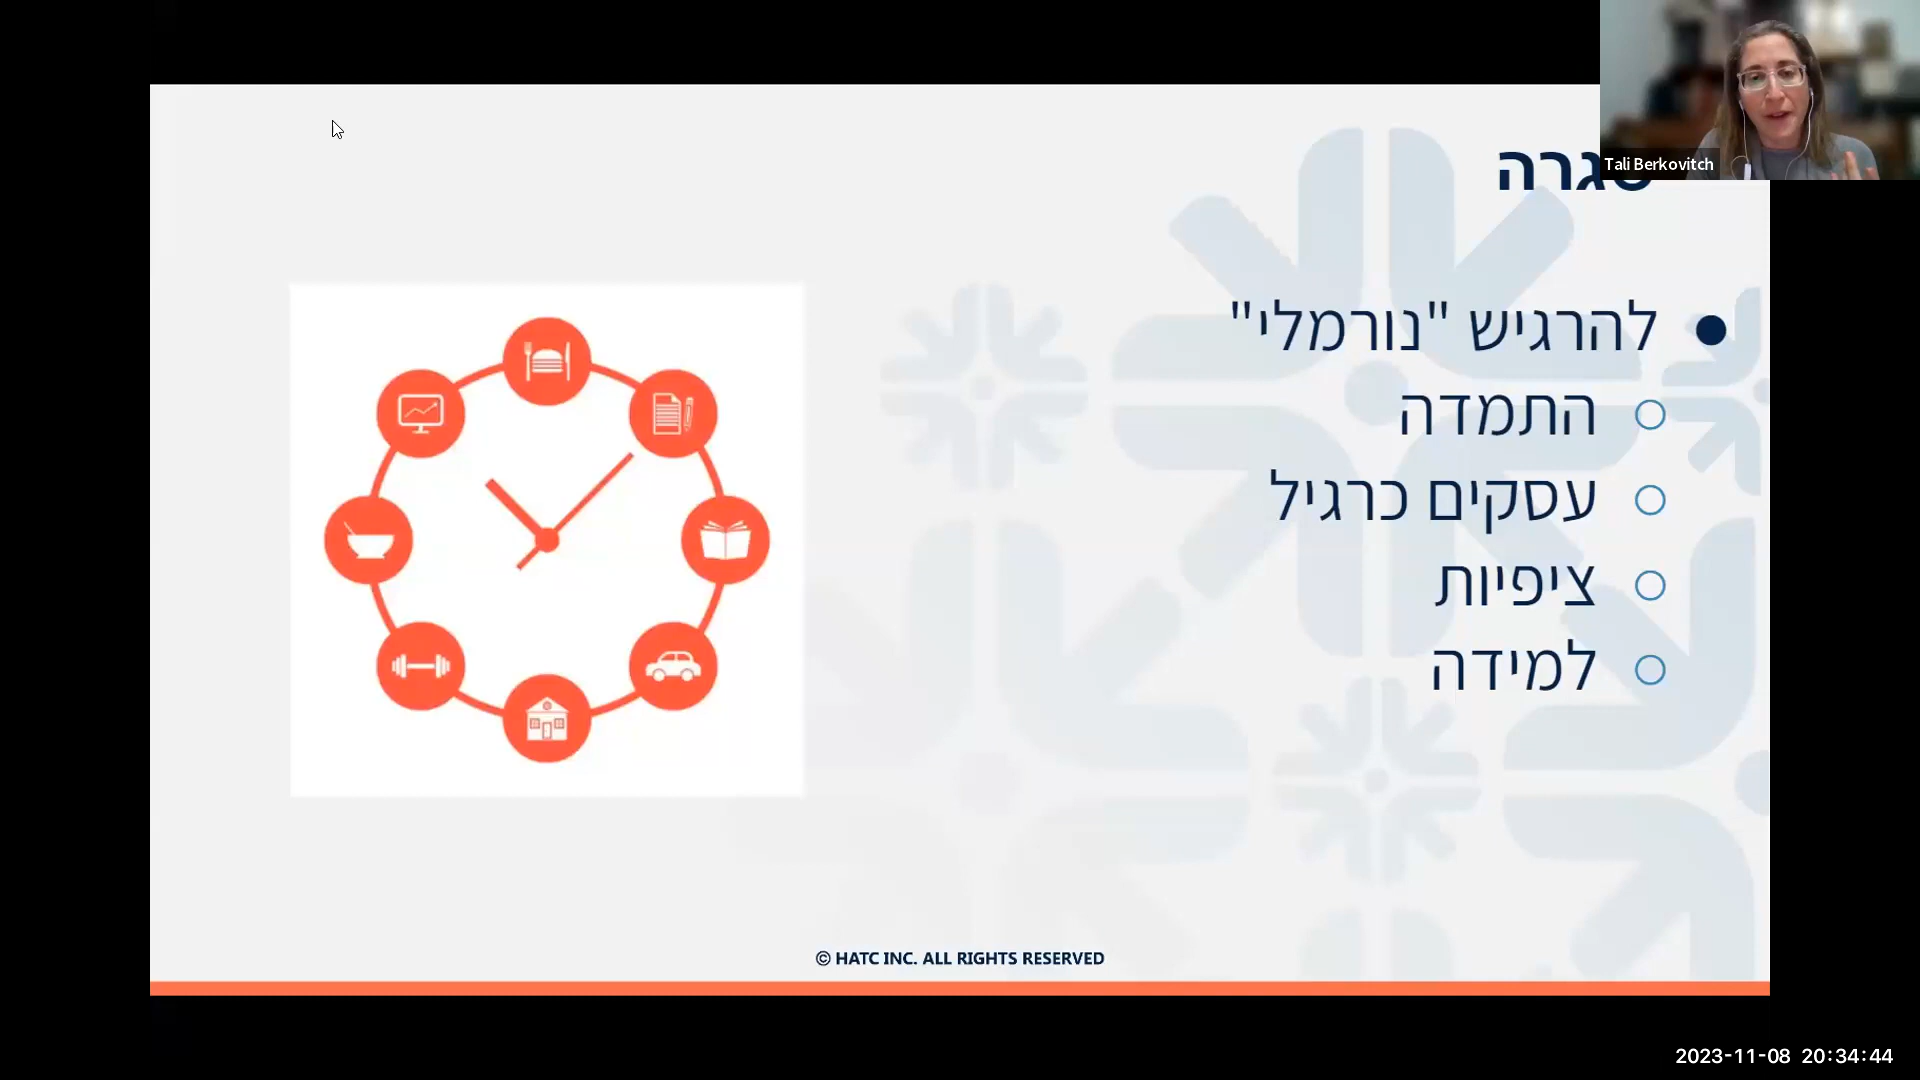 Tali Berkovitch
להרגיש "נורמלי"
התמדה
עסקים כרגיל
ציפיות
למידה
© HATC INC. ALL RIGHTS RESERVED
2023-11-08 20:34:44